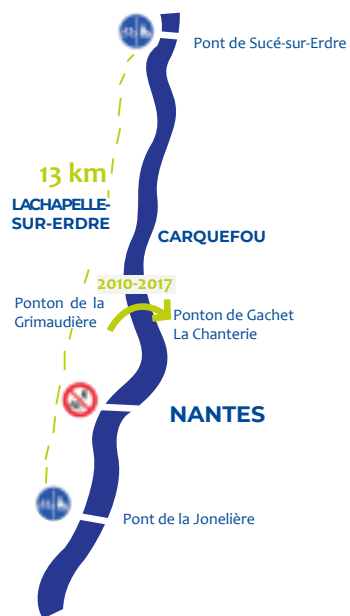 Pont de Sucé-sur-Erdre
13 km
LACHAPELLE-
SUR-ERDRE
CARQUEFOU
2010-2017
Ponton de la
Grimaudière
Ponton de Gachet
La Chanterie
NANTES
Pont de la Jonelière